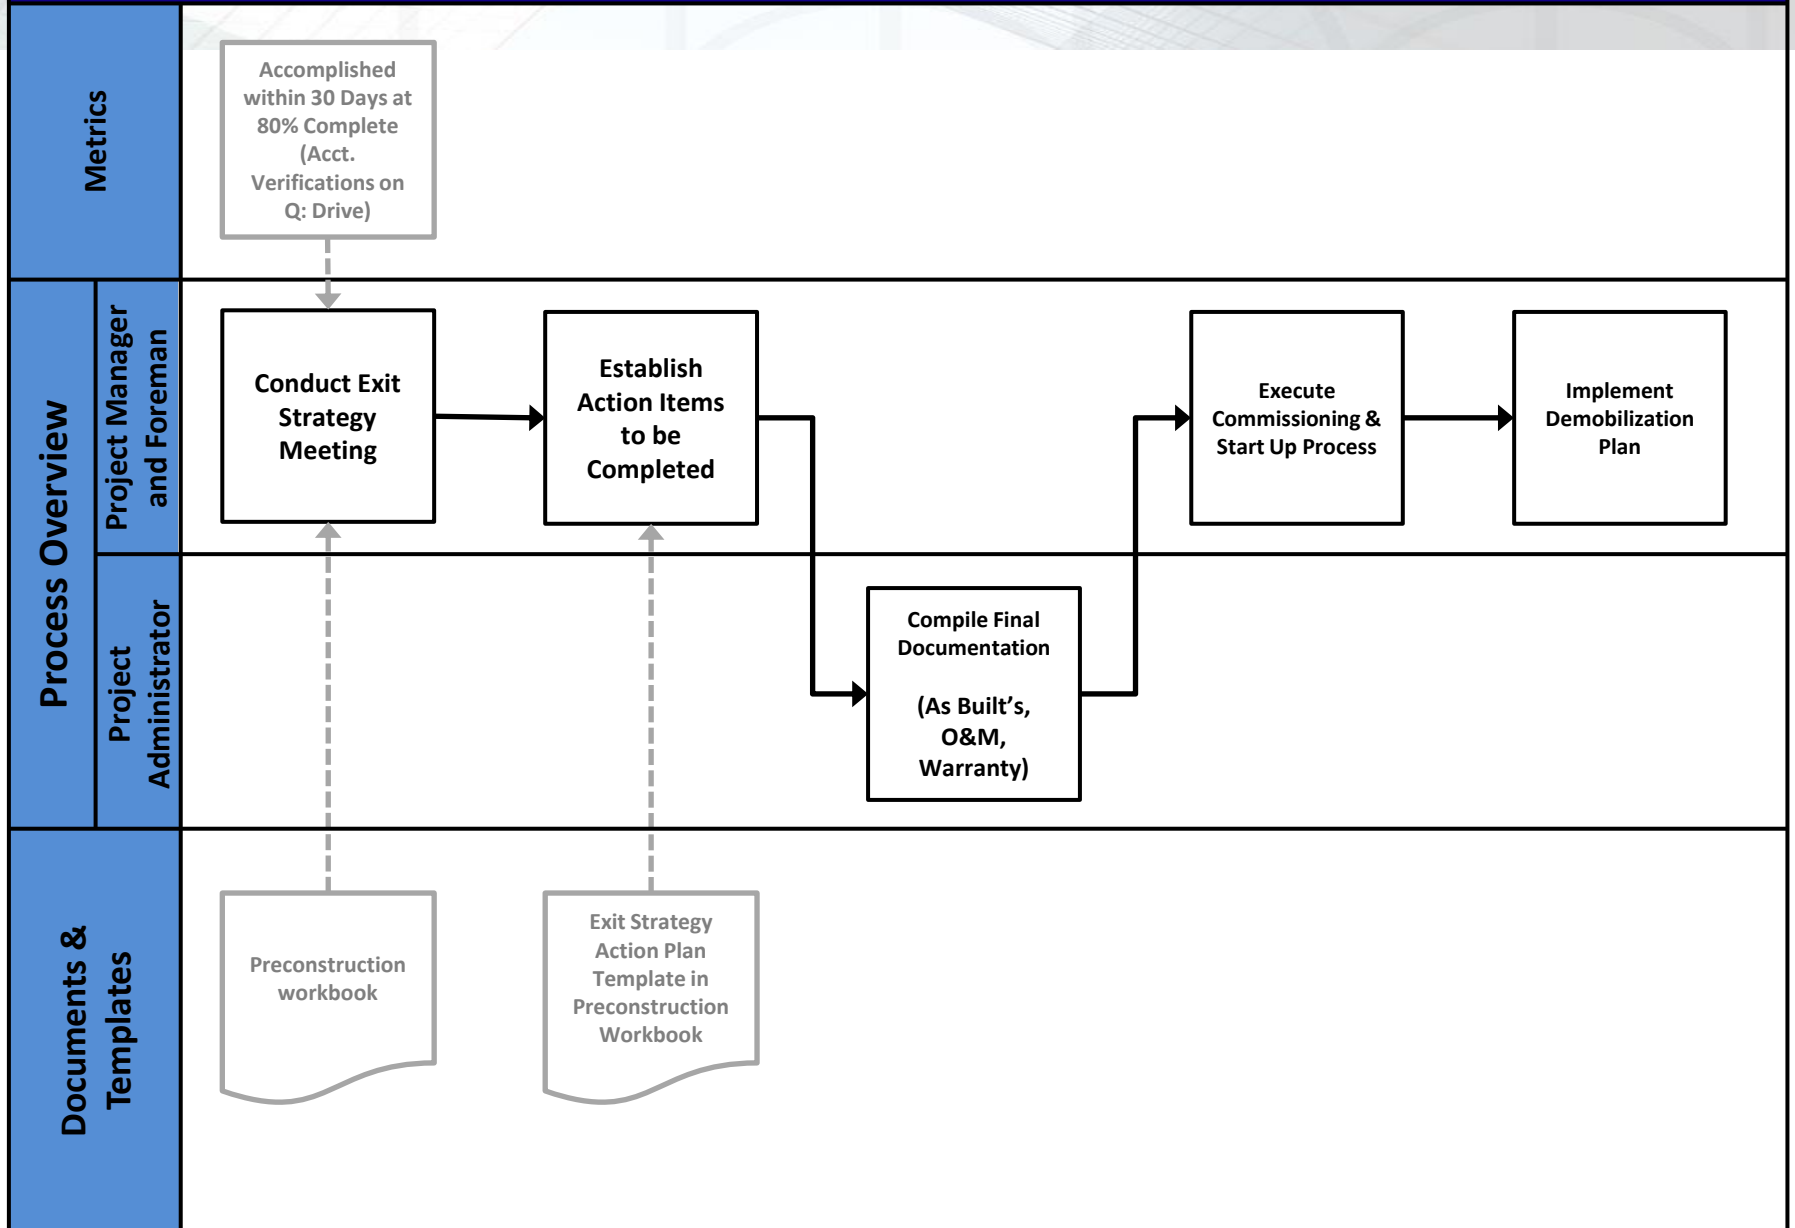 Metrics
Accomplished
within 30 Days at
80% Complete
(Acct.
Verifications on
Q: Drive)
Process Overview
Project Manager
and Foreman
Conduct Exit
Strategy
Meeting
Establish
Action Items
to be
Completed
Execute
Commissioning &
Start Up Process
Implement
Demobilization
Plan
Project
Administrator
Compile Final
Documentation
(As Built’s,
O&M,
Warranty)
Documents &
Templates
Preconstruction
workbook
Exit Strategy
Action Plan
Template in
Preconstruction
Workbook